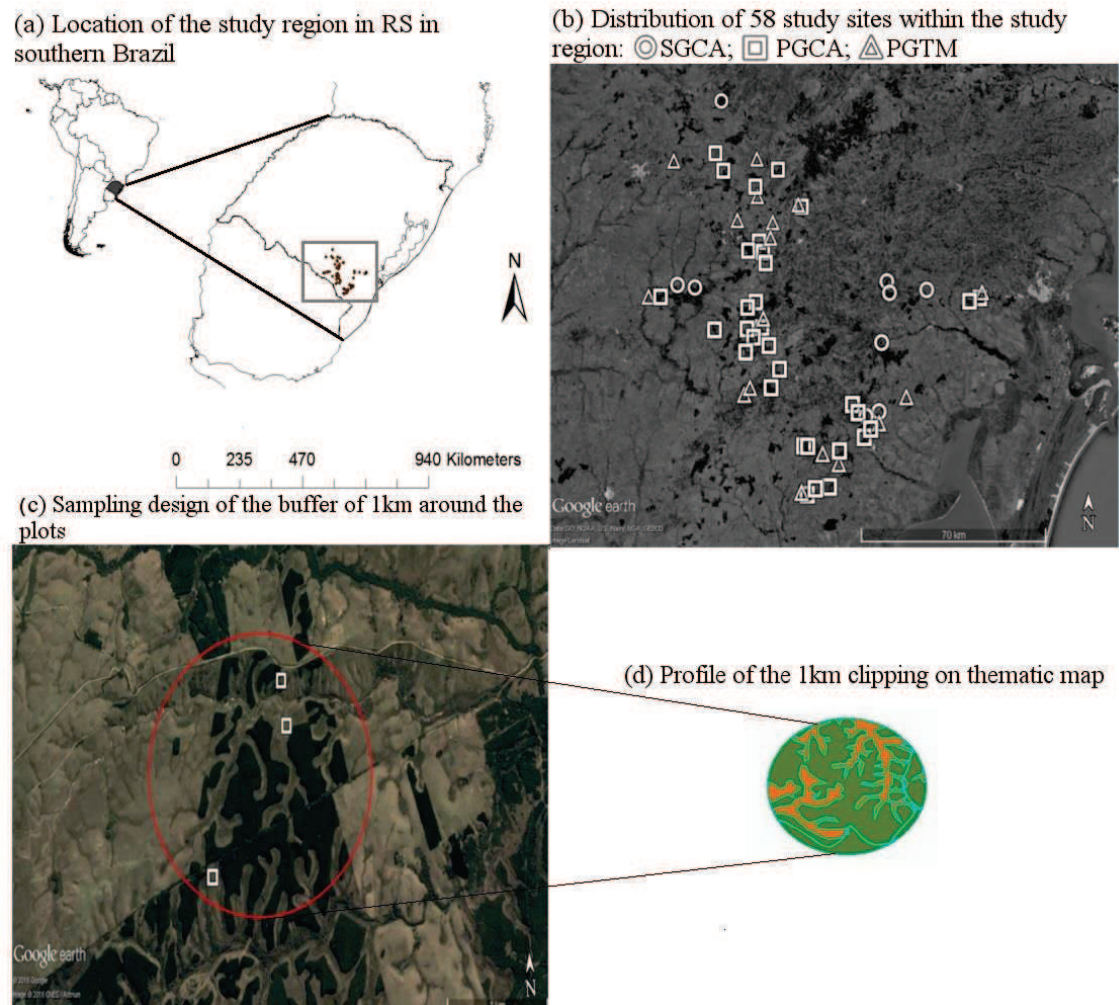 (a) Location of the study region in RS in
southern Brazil
N
0 235 470 940 Kilometers
(b) Distribution of 58 study sites within the study
region: SGCA; PGCA; PGTM
Google earth
70 km
N
(c) Sampling design of the buffer of 1km around the
plots
Google earth
N
(d) Profile of the 1km clipping on thematic map